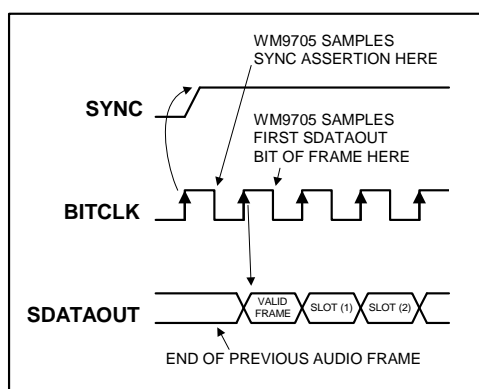 WM9705 SAMPLES
SYNC ASSERTION HERE
SYNC
WM9705 SAMPLES
FIRST SDATAOUT
BIT OF FRAME HERE
BITCLK
SDATAOUT
VALID
FRAME
SLOT (1)
SLOT (2)
END OF PREVIOUS AUDIO FRAME